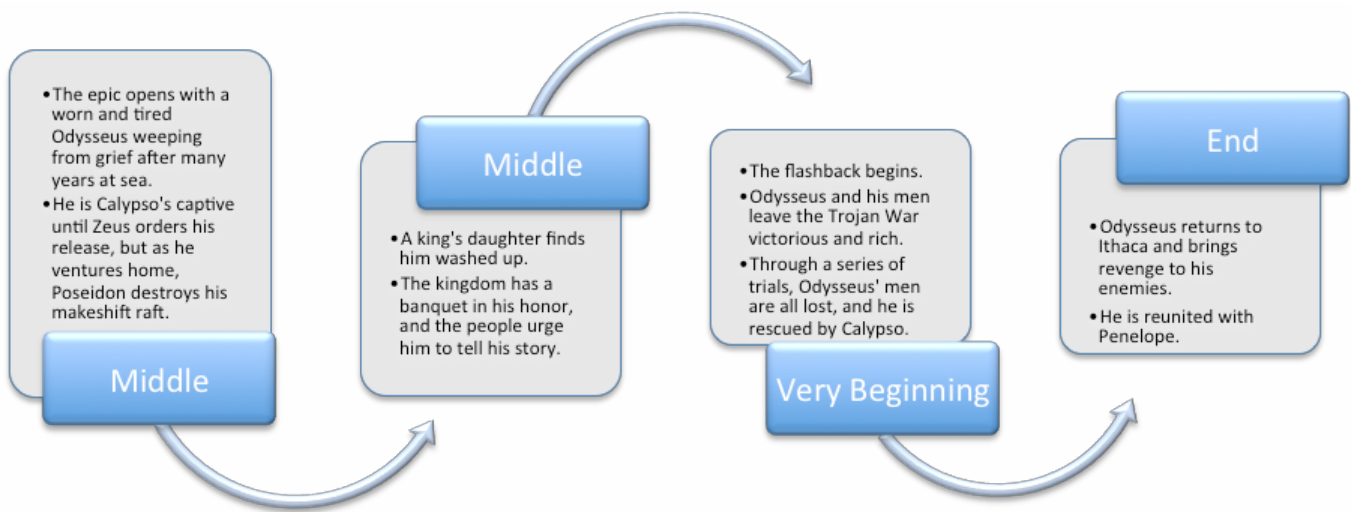 •The epic opens with a
worn and tired
Odysseus weeping
from grief after many
years at sea.
•He is Calypso's captive
until Zeus orders his
release, but as he
ventures home,
Poseidon destroys his
makeshift raft.
Middle
Middle
•A king's daughter finds
him washed up.
•The kingdom has a
banquet in his honor,
and the people urge
him to tell his story.
•The flashback begins.
•Odysseus and his men
leave the Trojan War
victorious and rich.
•Through a series of
trials, Odysseus' men
are all lost, and he is
rescued by Calypso.
Very Beginning
End
•Odysseus returns to
Ithaca and brings
revenge to his
enemies.
•He is reunited with
Penelope.